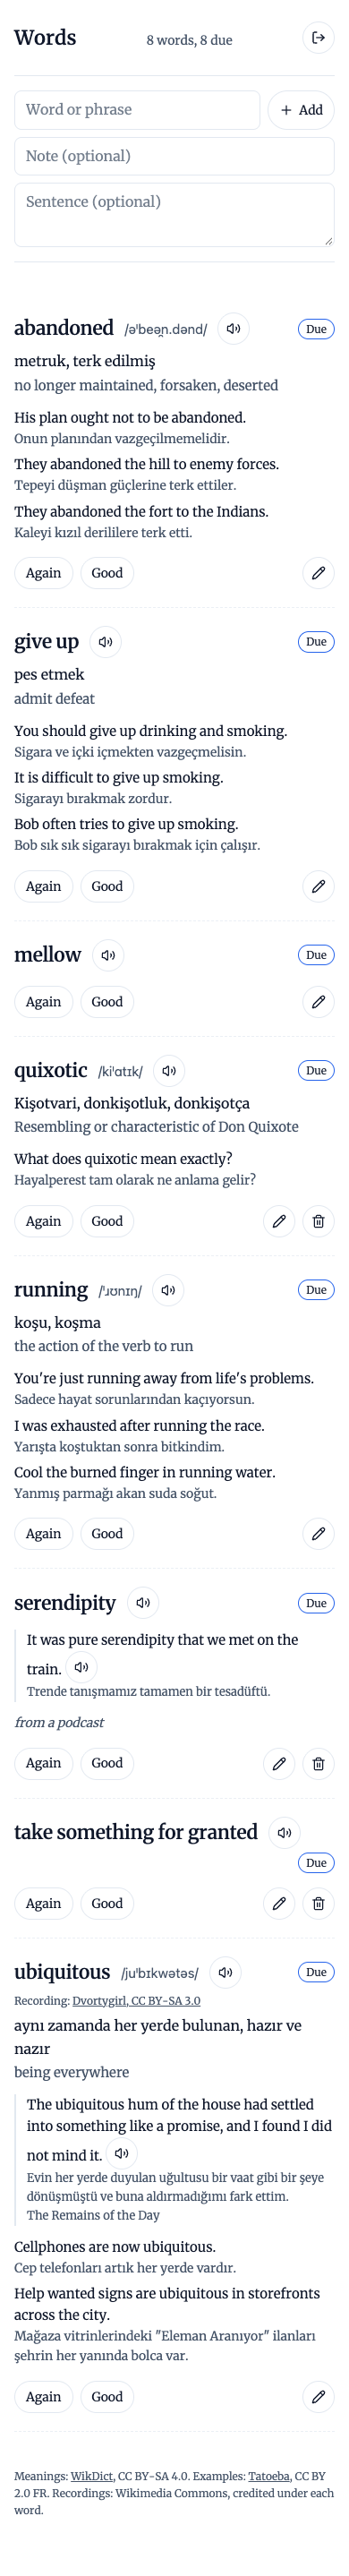 Words
8 words, 8 due
Word or phrase
Add
Note (optional)
Sentence (optional)
abandoned /əˈbeən̯.dənd/ Due
metruk, terk edilmiş
no longer maintained, forsaken, deserted
His plan ought not to be abandoned.
Onun planından vazgeçilmemelidir.
They abandoned the hill to enemy forces.
Tepeyi düşman güçlerine terk ettiler.
They abandoned the fort to the Indians.
Kaleyi kızıl derililere terk etti.
Again Good
give up Due
pes etmek
admit defeat
You should give up drinking and smoking.
Sigara ve içki içmekten vazgeçmelisin.
It is difficult to give up smoking.
Sigarayı bırakmak zordur.
Bob often tries to give up smoking.
Bob sık sık sigarayı bırakmak için çalışır.
Again Good
mellow Due
Again Good
quixotic /kiˈɑtɪk/ Due
Kişotvari, donkişotluk, donkişotça
Resembling or characteristic of Don Quixote
What does quixotic mean exactly?
Hayalperest tam olarak ne anlama gelir?
Again Good
running /ˈɹʊnɪŋ/ Due
koşu, koşma
the action of the verb to run
You're just running away from life's problems.
Sadece hayat sorunlarından kaçıyorsun.
I was exhausted after running the race.
Yarışta koştuktan sonra bitkindim.
Cool the burned finger in running water.
Yanmış parmağı akan suda soğut.
Again Good
serendipity Due
It was pure serendipity that we met on the
train.
Trende tanışmamız tamamen bir tesadüftü.
from a podcast
Again Good
take something for granted
Due
Again Good
ubiquitous /juˈbɪkwətəs/ Due
Recording: Dvortygirl, CC BY-SA 3.0
aynı zamanda her yerde bulunan, hazır ve
nazır
being everywhere
The ubiquitous hum of the house had settled
into something like a promise, and I found I did
not mind it.
Evin her yerde duyulan uğultusu bir vaat gibi bir şeye
dönüşmüştü ve buna aldırmadığımı fark ettim.
The Remains of the Day
Cellphones are now ubiquitous.
Cep telefonları artık her yerde vardır.
Help wanted signs are ubiquitous in storefronts
across the city.
Mağaza vitrinlerindeki "Eleman Aranıyor" ilanları
şehrin her yanında bolca var.
Again Good
Meanings: WikDict, CC BY-SA 4.0. Examples: Tatoeba, CC BY
2.0 FR. Recordings: Wikimedia Commons, credited under each
word.